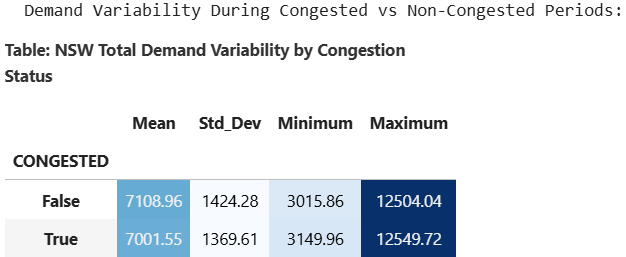 Demand Variability During Congested vs Non-Congested Periods:
Table: NSW Total Demand Variability by Congestion
Status
Mean Std_Dev Minimum Maximum
CONGESTED
False 7108.96 1424.28 3015.86 12504.04
True 7001.55 1369.61 3149.96 12549.72